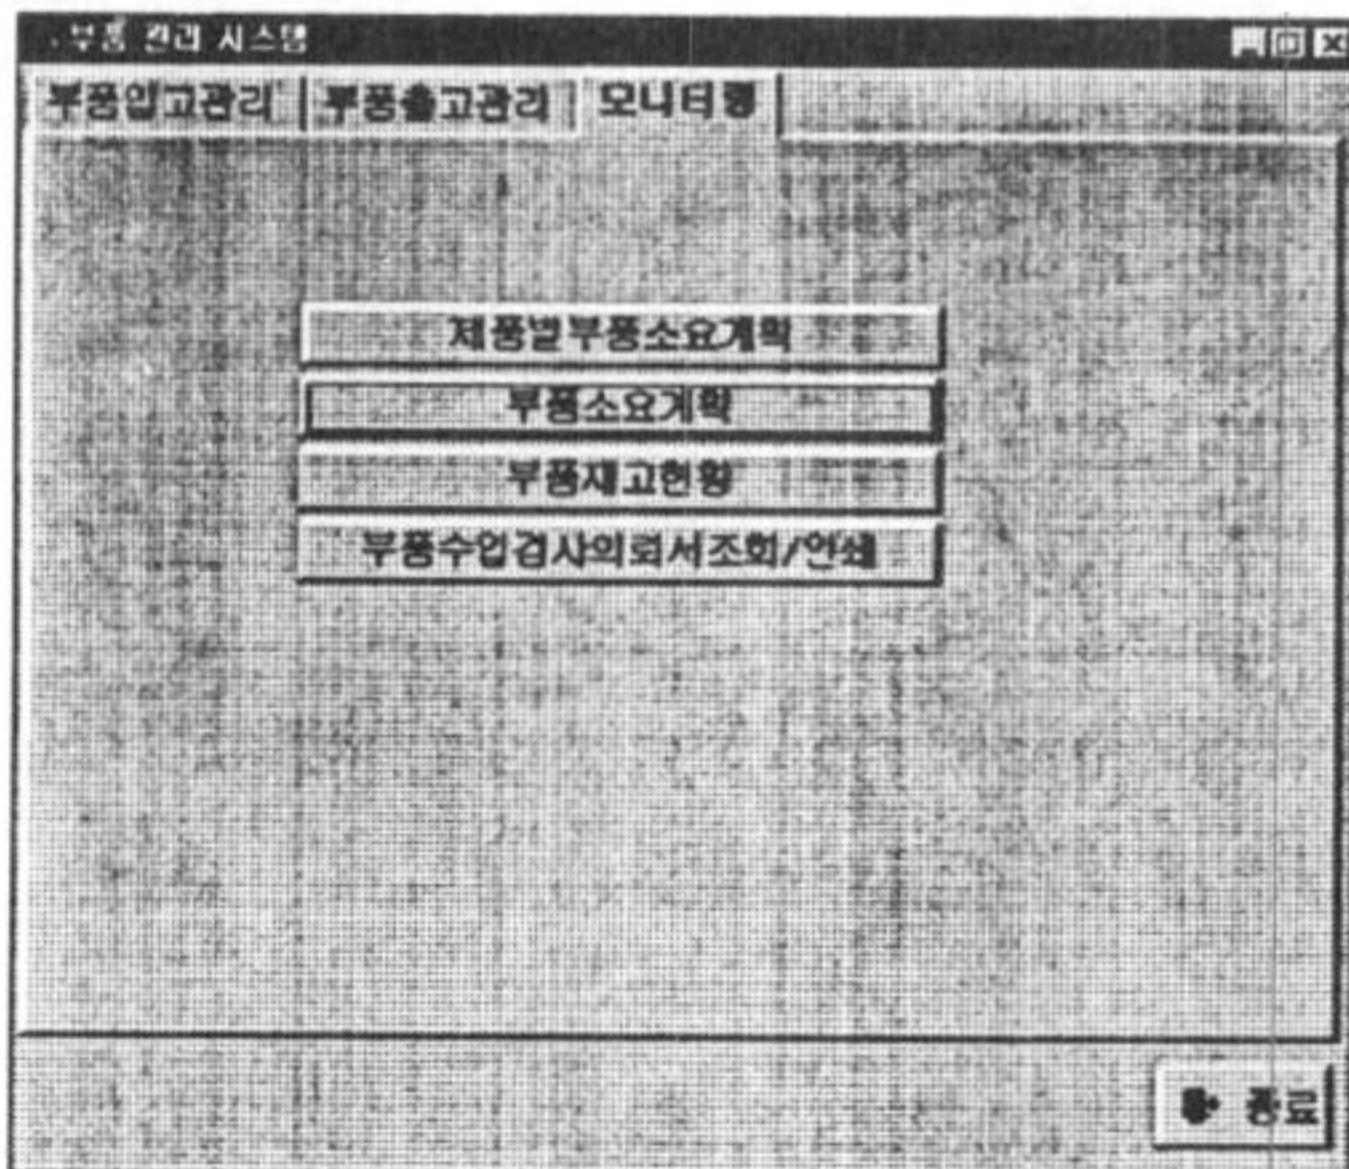 부품 관리 시스템
부품입고관리 부품출고관리 모니터링
제품별부품소요계획
부품소요계획
부품재고현황
부품수입검사의뢰서조회/인쇄
종료